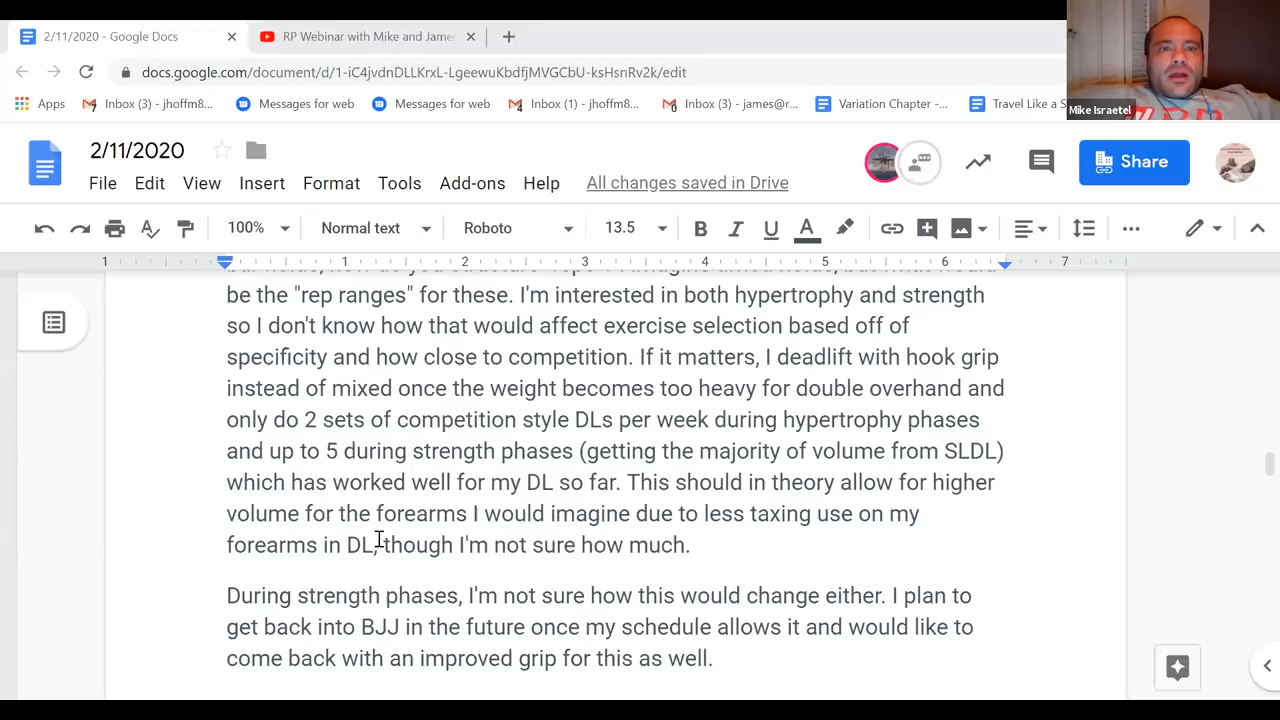 2/11/2020 - Google Docs
RP Webinar with Mike and James
docs.google.com/document/d/1-iC4jvdnDLLKrxL-LgeewuKbdfjMVGCbU-ksHsnRv2k/edit
Apps Inbox (3) - jhoffm8... Messages for web Messages for web Inbox (1) - jhoffm8... Inbox (3) - james@r... Variation Chapter -... Travel Like a
Mike Israetel
2/11/2020
Share
File Edit View Insert Format Tools Add-ons Help All changes saved in Drive
100% Normal text Roboto 13.5 B I U A
1 1 2 3 4 5 6 7
be the "rep ranges" for these. I'm interested in both hypertrophy and strength
so I don't know how that would affect exercise selection based off of
specificity and how close to competition. If it matters, I deadlift with hook grip
instead of mixed once the weight becomes too heavy for double overhand and
only do 2 sets of competition style DLs per week during hypertrophy phases
and up to 5 during strength phases (getting the majority of volume from SLDL)
which has worked well for my DL so far. This should in theory allow for higher
volume for the forearms I would imagine due to less taxing use on my
forearms in DL, though I'm not sure how much.
During strength phases, I'm not sure how this would change either. I plan to
get back into BJJ in the future once my schedule allows it and would like to
come back with an improved grip for this as well.